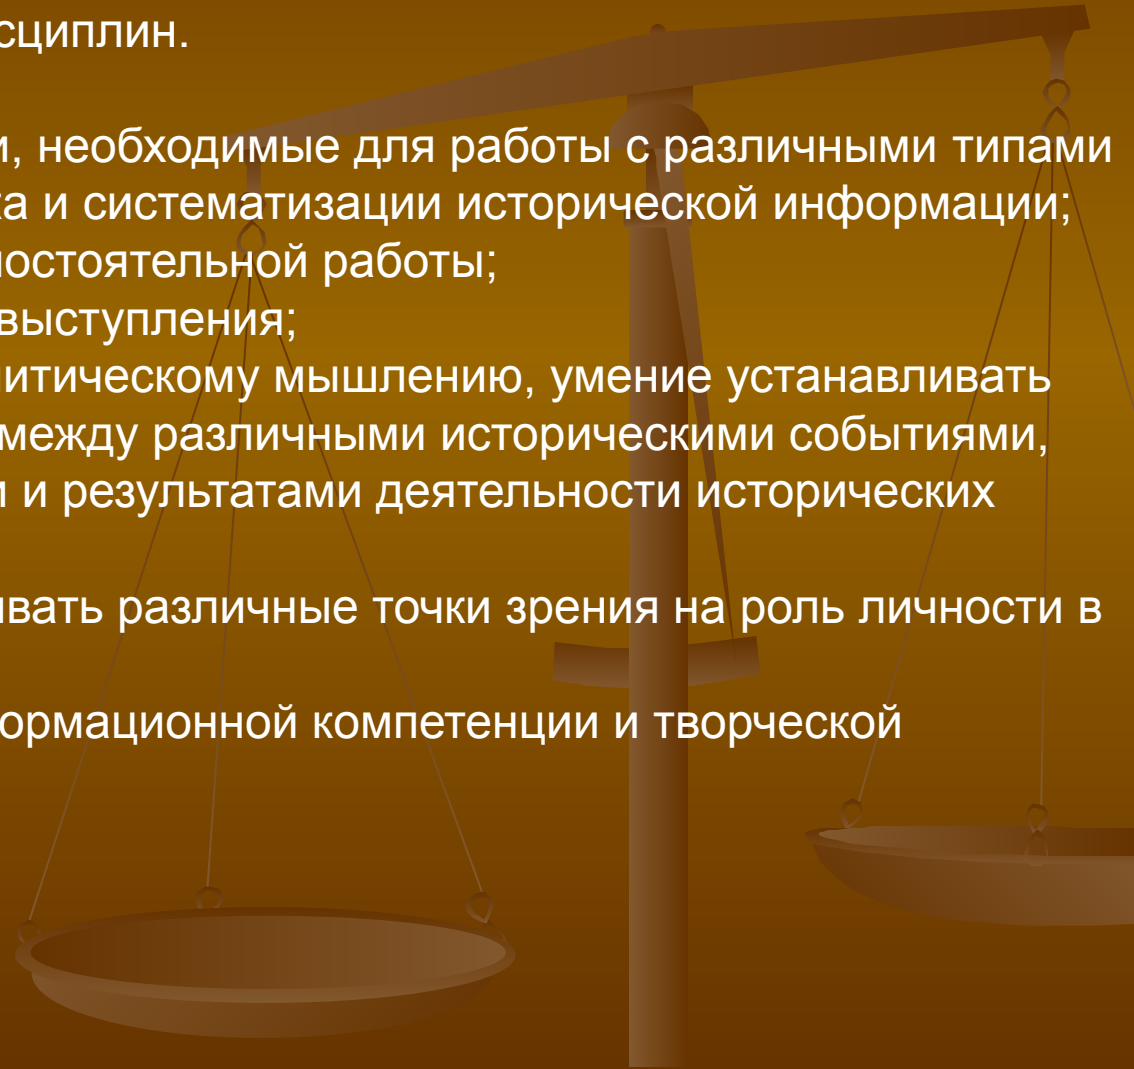 сциплин.
и, необходимые для работы с различными типами
ка и систематизации исторической информации;
мостоятельной работы;
выступления;
литическому мышлению, умение устанавливать
между различными историческими событиями,
и и результатами деятельности исторических
ивать различные точки зрения на роль личности в
ормационной компетенции и творческой